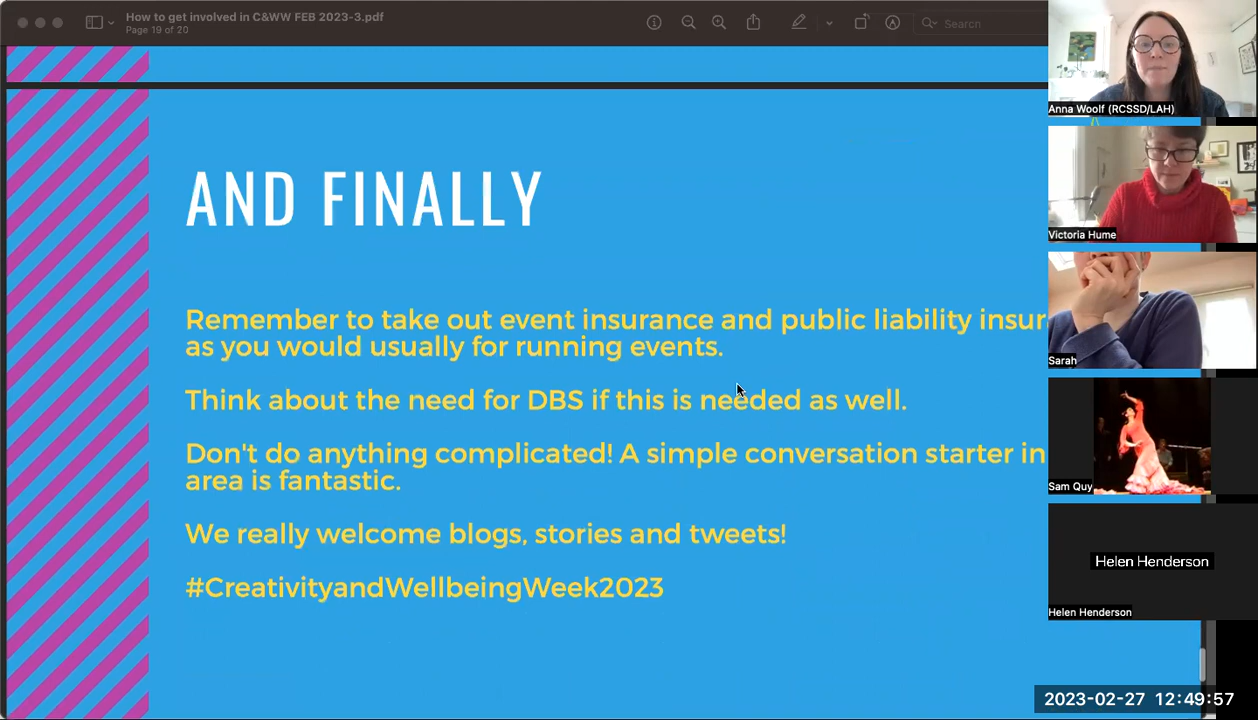 How to get involved in C&WW FEB 2023-3.pdf
Page 19 of 20
Search
AND FINALLY
Remember to take out event insurance and public liability insur
as you would usually for running events.
Think about the need for DBS if this is needed as well.
Don't do anything complicated! A simple conversation starter in
area is fantastic.
We really welcome blogs, stories and tweets!
#CreativityandWellbeingWeek2023
Anna Woolf (RCSSD/LAH)
Victoria Hume
Sarah
Sam Quy
Helen Henderson
Helen Henderson
2023-02-27 12:49:57